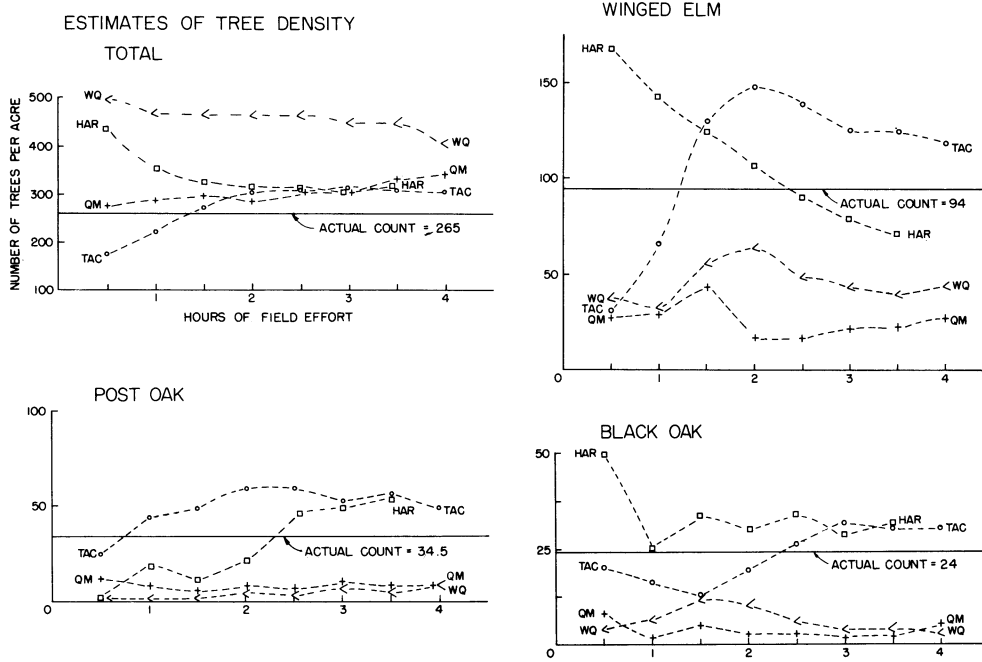 ESTIMATES OF TREE DENSITY
TOTAL
NUMBER OF TREES PER ACRE
500
400
300
200
100
WQ
HAR
QM
TAC
WQ
QM
HAR
TAC
ACTUAL COUNT = 265
1
2
3
4
HOURS OF FIELD EFFORT
WINGED ELM
150
100
50
0
HAR
WQ
TAC
QM
TAC
ACTUAL COUNT = 94
HAR
WQ
QM
1
2
3
4
POST OAK
100
50
0
TAC
QM
HAR
TAC
ACTUAL COUNT = 34.5
QM
WQ
1
2
3
4
BLACK OAK
50
25
0
HAR
TAC
QM
WQ
HAR
TAC
ACTUAL COUNT = 24
QM
WQ
1
2
3
4